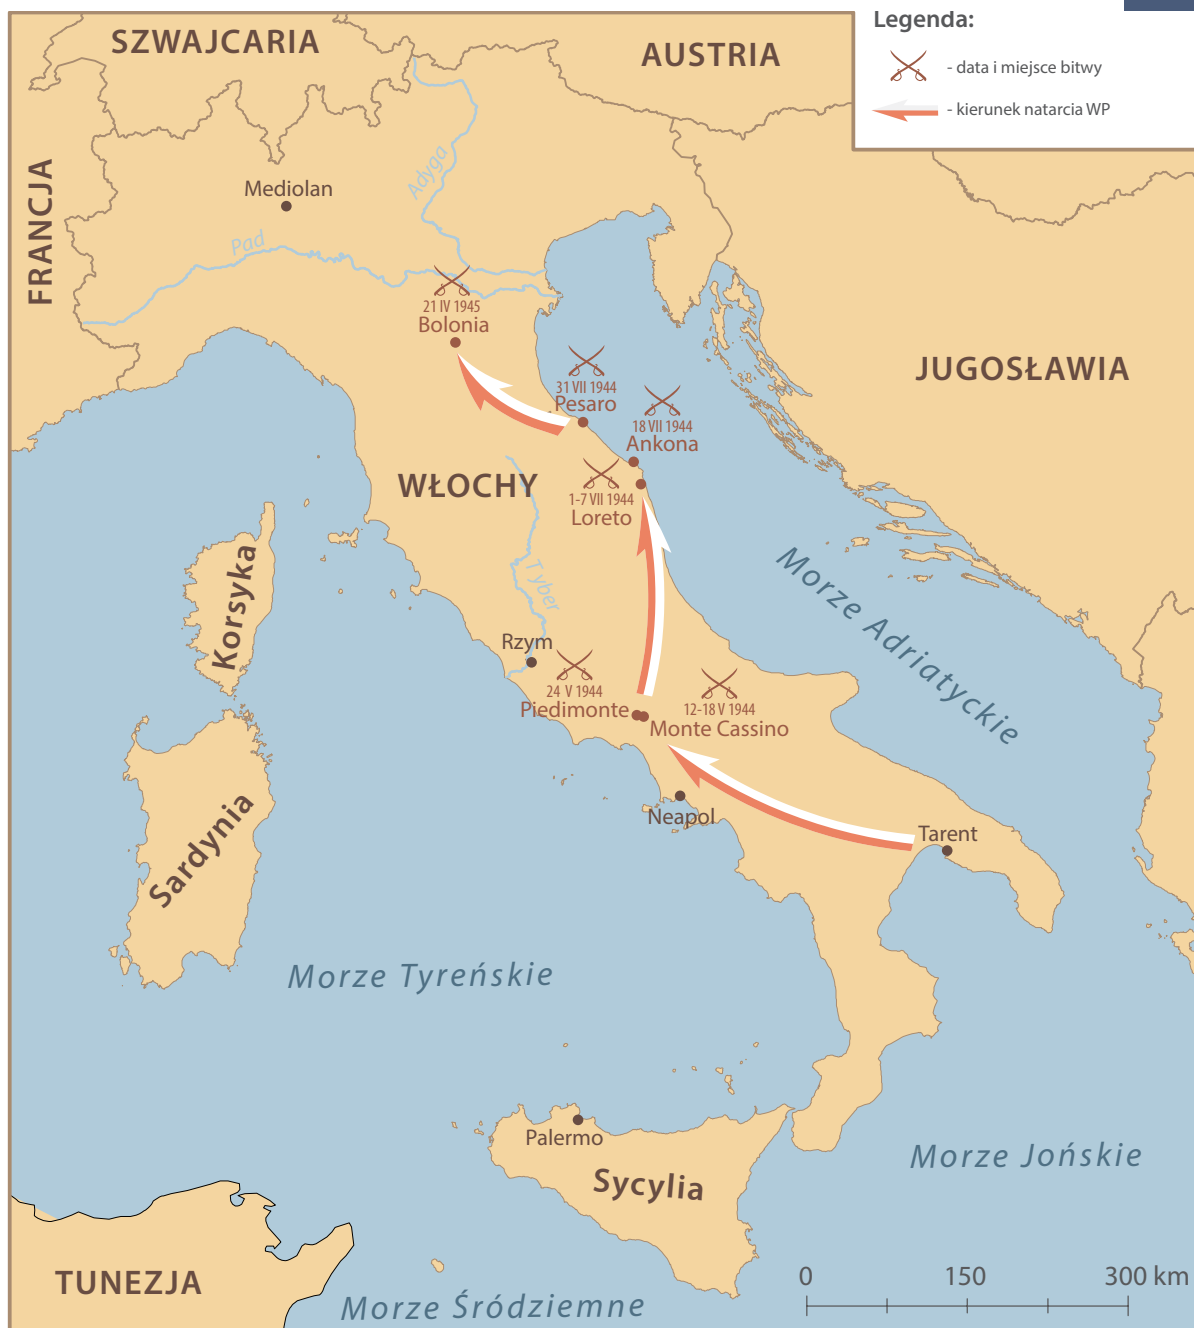 Legenda:
- data i miejsce bitwy
- kierunek natarcia WP
SZWAJCARIA
AUSTRIA
FRANCJA
Mediolan
Adyga
Pad
21 IV 1945
Bolonia
JUGOSŁAWIA
31 VII 1944
Pesaro
18 VII 1944
Ankona
WŁOCHY
1-7 VII 1944
Loreto
Korsyka
Tyber
Morze Adriatyckie
Rzym
24 V 1944
Piedimonte
12-18 V 1944
Monte Cassino
Sardynia
Neapol
Tarent
Morze Tyreńskie
Palermo
Sycylia
Morze Jońskie
TUNEZJA
Morze Śródziemne
0 150 300 km